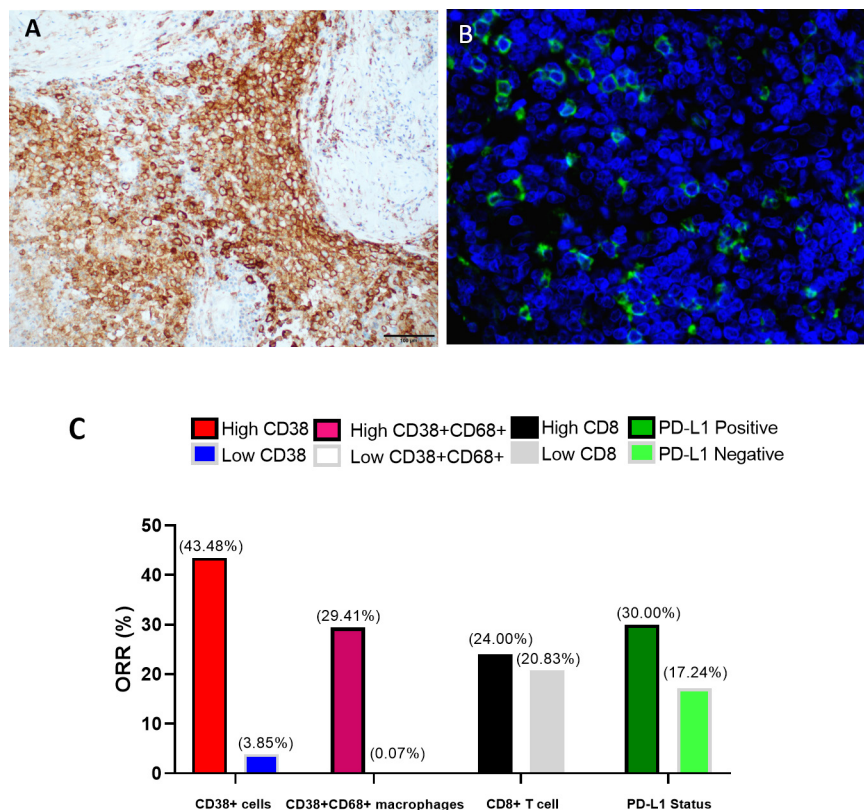 A
B
100 µm
C
High CD38 High CD38+CD68+ High CD8 PD-L1 Positive
Low CD38 Low CD38+CD68+ Low CD8 PD-L1 Negative
ORR (%)
50
40
30
20
10
0
(43.48%)
(3.85%)
(29.41%)
(0.07%)
(24.00%)
(20.83%)
(30.00%)
(17.24%)
CD38+ cells CD38+CD68+ macrophages CD8+ T cell PD-L1 Status